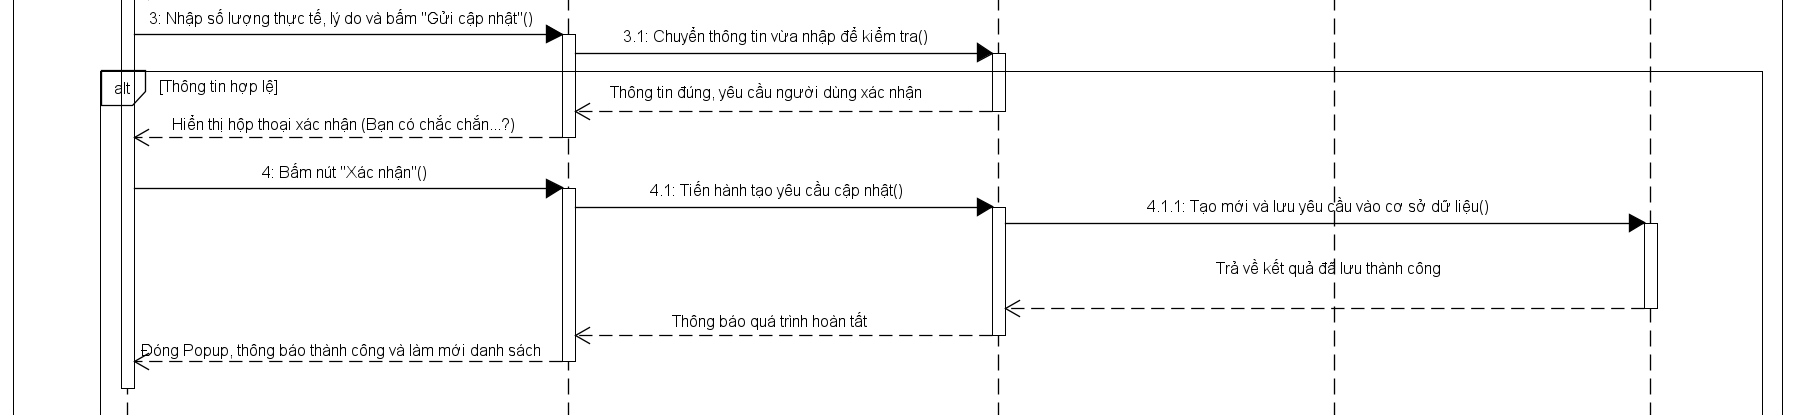 3: Nhập số lượng thực tế, lý do và bấm "Gửi cập nhật"()
3.1: Chuyển thông tin vừa nhập để kiểm tra()
alt
[Thông tin hợp lệ]
Thông tin đúng, yêu cầu người dùng xác nhận
Hiển thị hộp thoại xác nhận (Bạn có chắc chắn...?)
4: Bấm nút "Xác nhận"()
4.1: Tiến hành tạo yêu cầu cập nhật()
4.1.1: Tạo mới và lưu yêu cầu vào cơ sở dữ liệu()
Trả về kết quả đã lưu thành công
Thông báo quá trình hoàn tất
Đóng Popup, thông báo thành công và làm mới danh sách